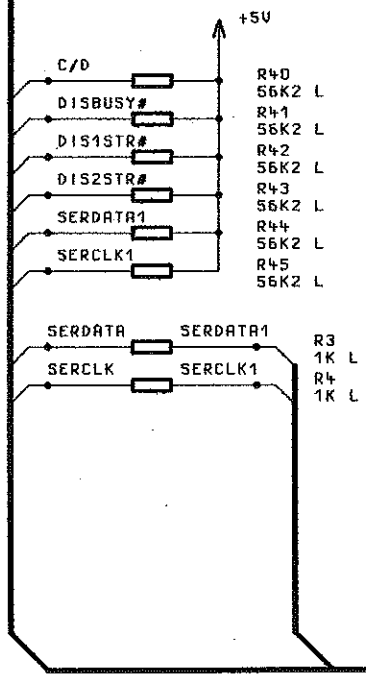 +5V
C/D
R40
56K2 L
DISBUSY#
R41
56K2 L
DIS1STR#
R42
56K2 L
DIS2STR#
R43
56K2 L
SERDATA1
R44
56K2 L
SERCLK1
R45
56K2 L
SERDATA SERDATA1
R3
1K L
SERCLK SERCLK1
R4
1K L